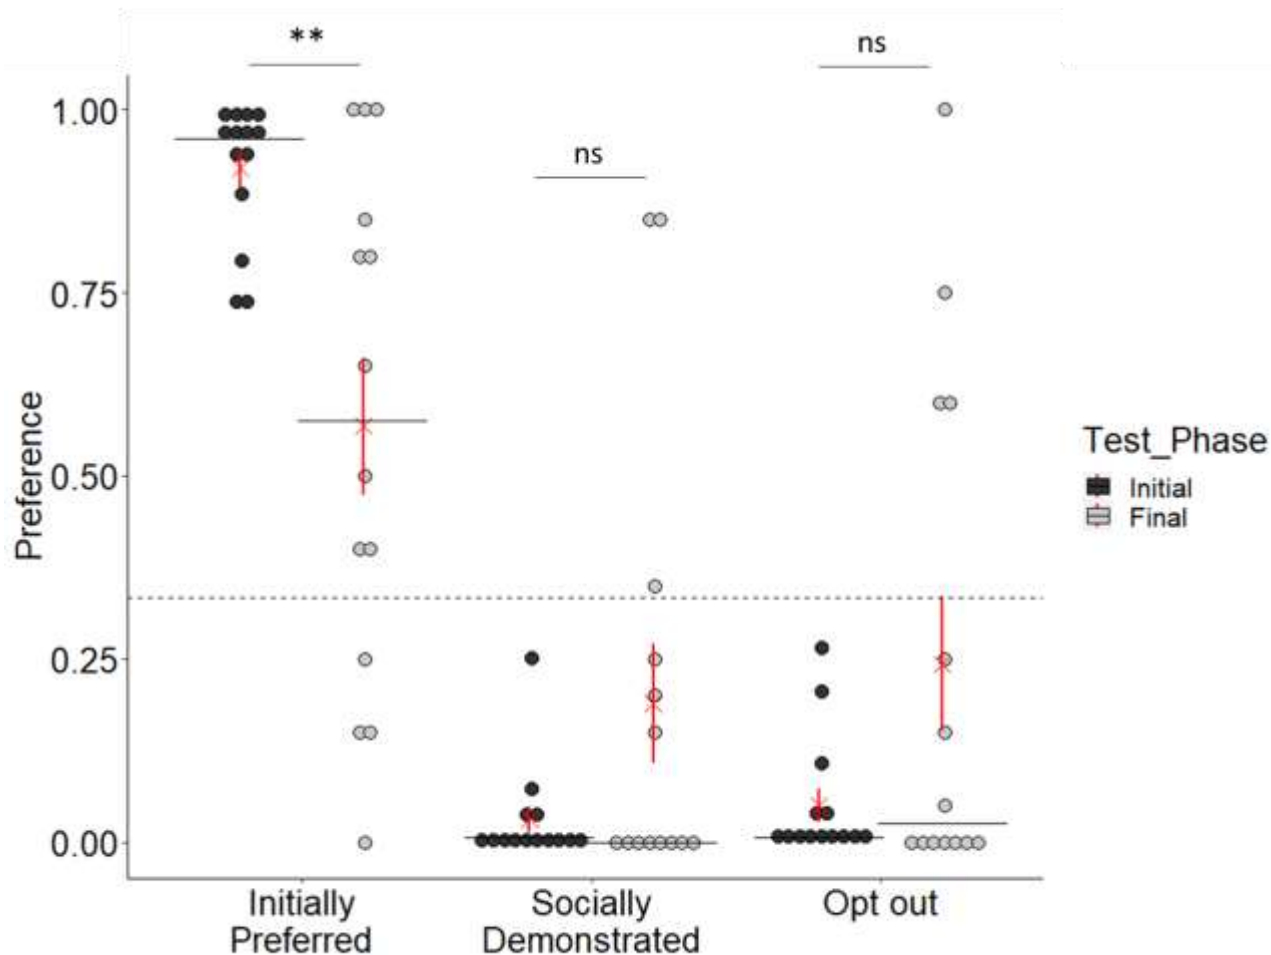 **
ns
ns
1.00
0.75
0.50
0.25
0.00
Preference
Initially
Preferred
Socially
Demonstrated
Opt out
Test_Phase
Initial
Final